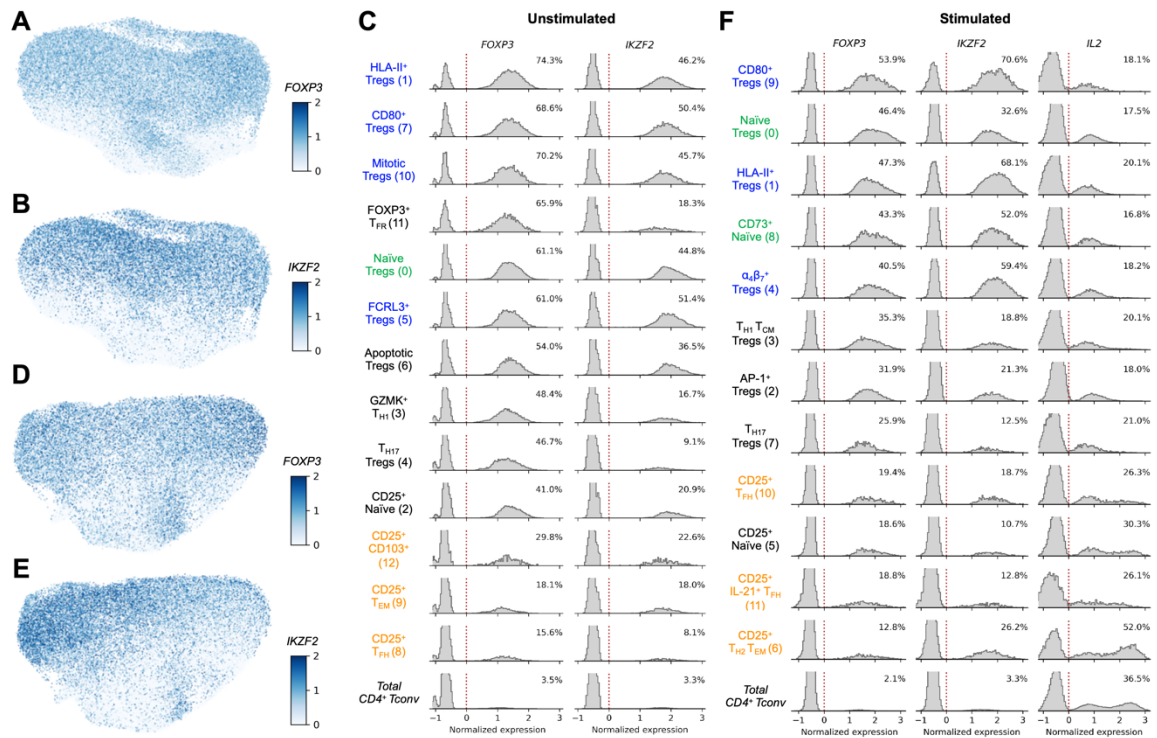 A
FOXP3
2
1
0
B
IKZF2
2
1
0
D
FOXP3
2
1
0
E
IKZF2
2
1
0
C
Unstimulated
FOXP3 IKZF2
HLA-II⁺
Tregs (1)
74.3% 46.2%
CD80⁺
Tregs (7)
68.6% 50.4%
Mitotic
Tregs (10)
70.2% 45.7%
FOXP3⁺
T_FR (11)
65.9% 18.3%
Naïve
Tregs (0)
61.1% 44.8%
FCRL3⁺
Tregs (5)
61.0% 51.4%
Apoptotic
Tregs (6)
54.0% 36.5%
GZMK⁺
T_H1 (3)
48.4% 16.7%
T_H17
Tregs (4)
46.7% 9.1%
CD25⁺
Naïve (2)
41.0% 20.9%
CD25⁺
CD103⁺
(12)
29.8% 22.6%
CD25⁺
T_EM (9)
18.1% 18.0%
CD25⁺
T_FH (8)
15.6% 8.1%
Total
CD4⁺ Tconv
3.5% 3.3%
−1 0 1 2 3 −1 0 1 2 3
Normalized expression Normalized expression
F
Stimulated
FOXP3 IKZF2 IL2
CD80⁺
Tregs (9)
53.9% 70.6% 18.1%
Naïve
Tregs (0)
46.4% 32.6% 17.5%
HLA-II⁺
Tregs (1)
47.3% 68.1% 20.1%
CD73⁺
Naïve (8)
43.3% 52.0% 16.8%
α₄β₇⁺
Tregs (4)
40.5% 59.4% 18.2%
T_H1 T_CM
Tregs (3)
35.3% 18.8% 20.1%
AP-1⁺
Tregs (2)
31.9% 21.3% 18.0%
T_H17
Tregs (7)
25.9% 12.5% 21.0%
CD25⁺
T_FH (10)
19.4% 18.7% 26.3%
CD25⁺
Naïve (5)
18.6% 10.7% 30.3%
CD25⁺
IL-21⁺ T_FH
(11)
18.8% 12.8% 26.1%
CD25⁺
T_H2 T_EM (6)
12.8% 26.2% 52.0%
Total
CD4⁺ Tconv
2.1% 3.3% 36.5%
−1 0 1 2 3 −1 0 1 2 3 −1 0 1 2 3
Normalized expression Normalized expression Normalized expression